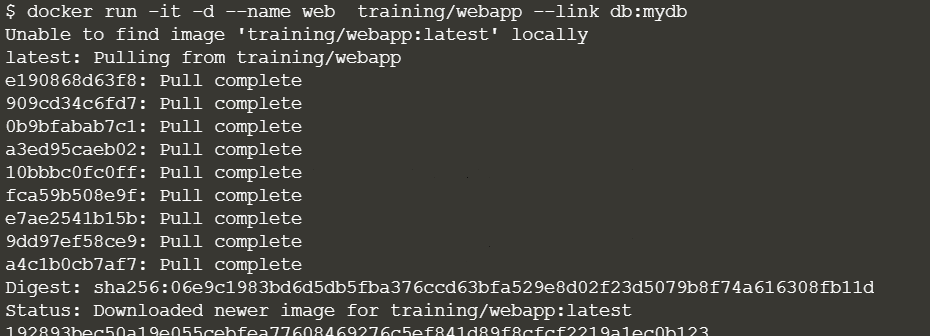 $ docker run -it -d --name web  training/webapp --link db:mydb
Unable to find image 'training/webapp:latest' locally
latest: Pulling from training/webapp
e190868d63f8: Pull complete
909cd34c6fd7: Pull complete
0b9bfabab7c1: Pull complete
a3ed95caeb02: Pull complete
10bbbc0fc0ff: Pull complete
fca59b508e9f: Pull complete
e7ae2541b15b: Pull complete
9dd97ef58ce9: Pull complete
a4c1b0cb7af7: Pull complete
Digest: sha256:06e9c1983bd6d5db5fba376ccd63bfa529e8d02f23d5079b8f74a616308fb11d
Status: Downloaded newer image for training/webapp:latest